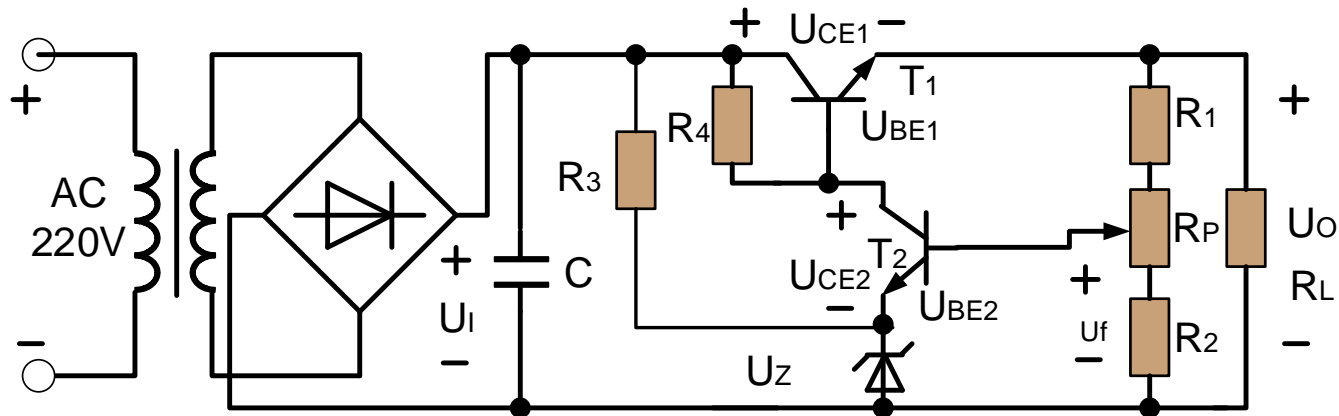 + UCE1 −
+
T1
UBE1
R1
+
R4
R3
AC
220V
+
RP
UO
+
UI
−
C
T2
UCE2
−
UBE2
+
Uf
−
R2
RL
−
−
UZ